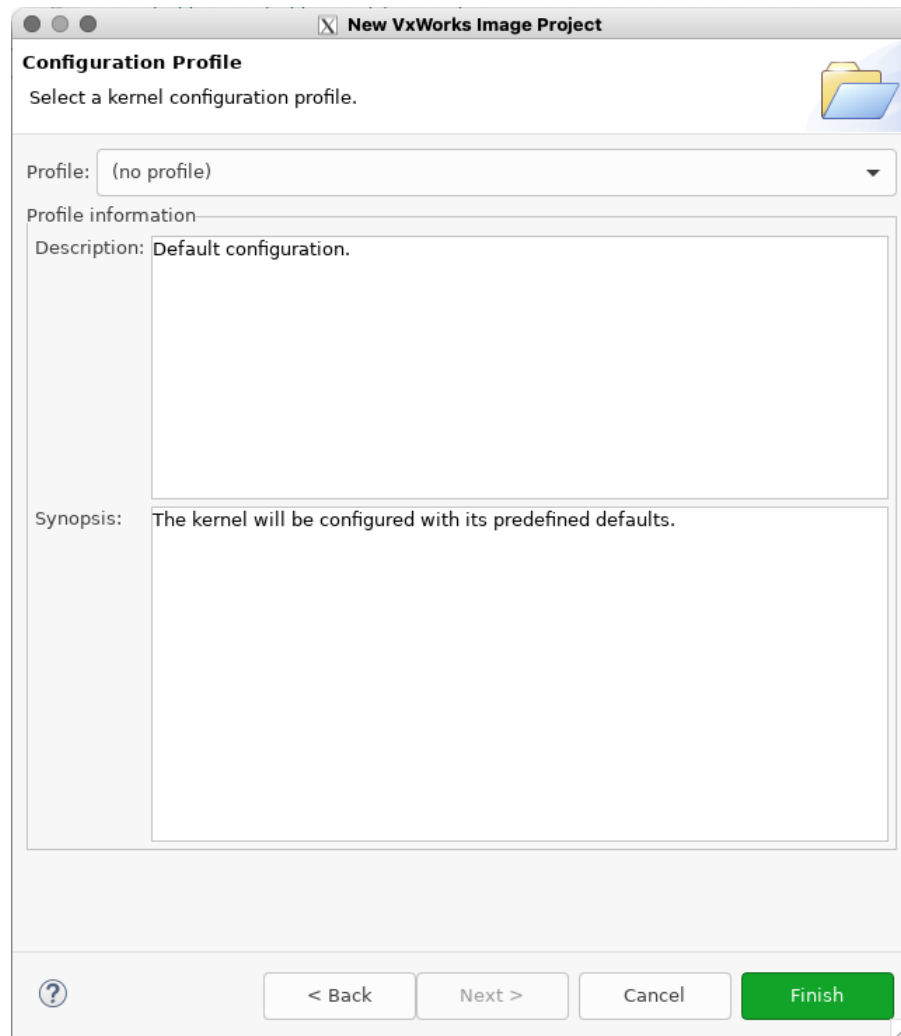 New VxWorks Image Project
Configuration Profile
Select a kernel configuration profile.
Profile: (no profile)
Profile information
Description: Default configuration.
Synopsis: The kernel will be configured with its predefined defaults.
? < Back Next > Cancel Finish